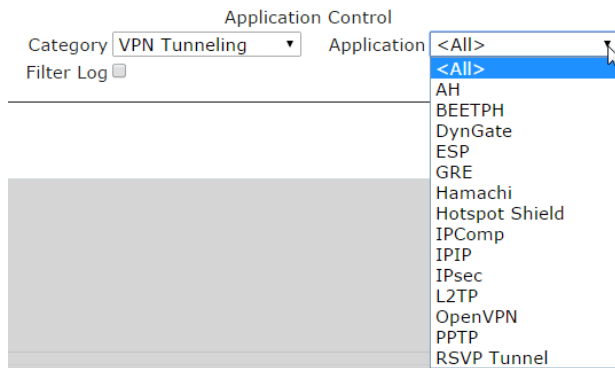 Application Control
Category VPN Tunneling Application <All>
Filter Log
<All>
AH
BEETPH
DynGate
ESP
GRE
Hamachi
Hotspot Shield
IPComp
IPIP
IPsec
L2TP
OpenVPN
PPTP
RSVP Tunnel